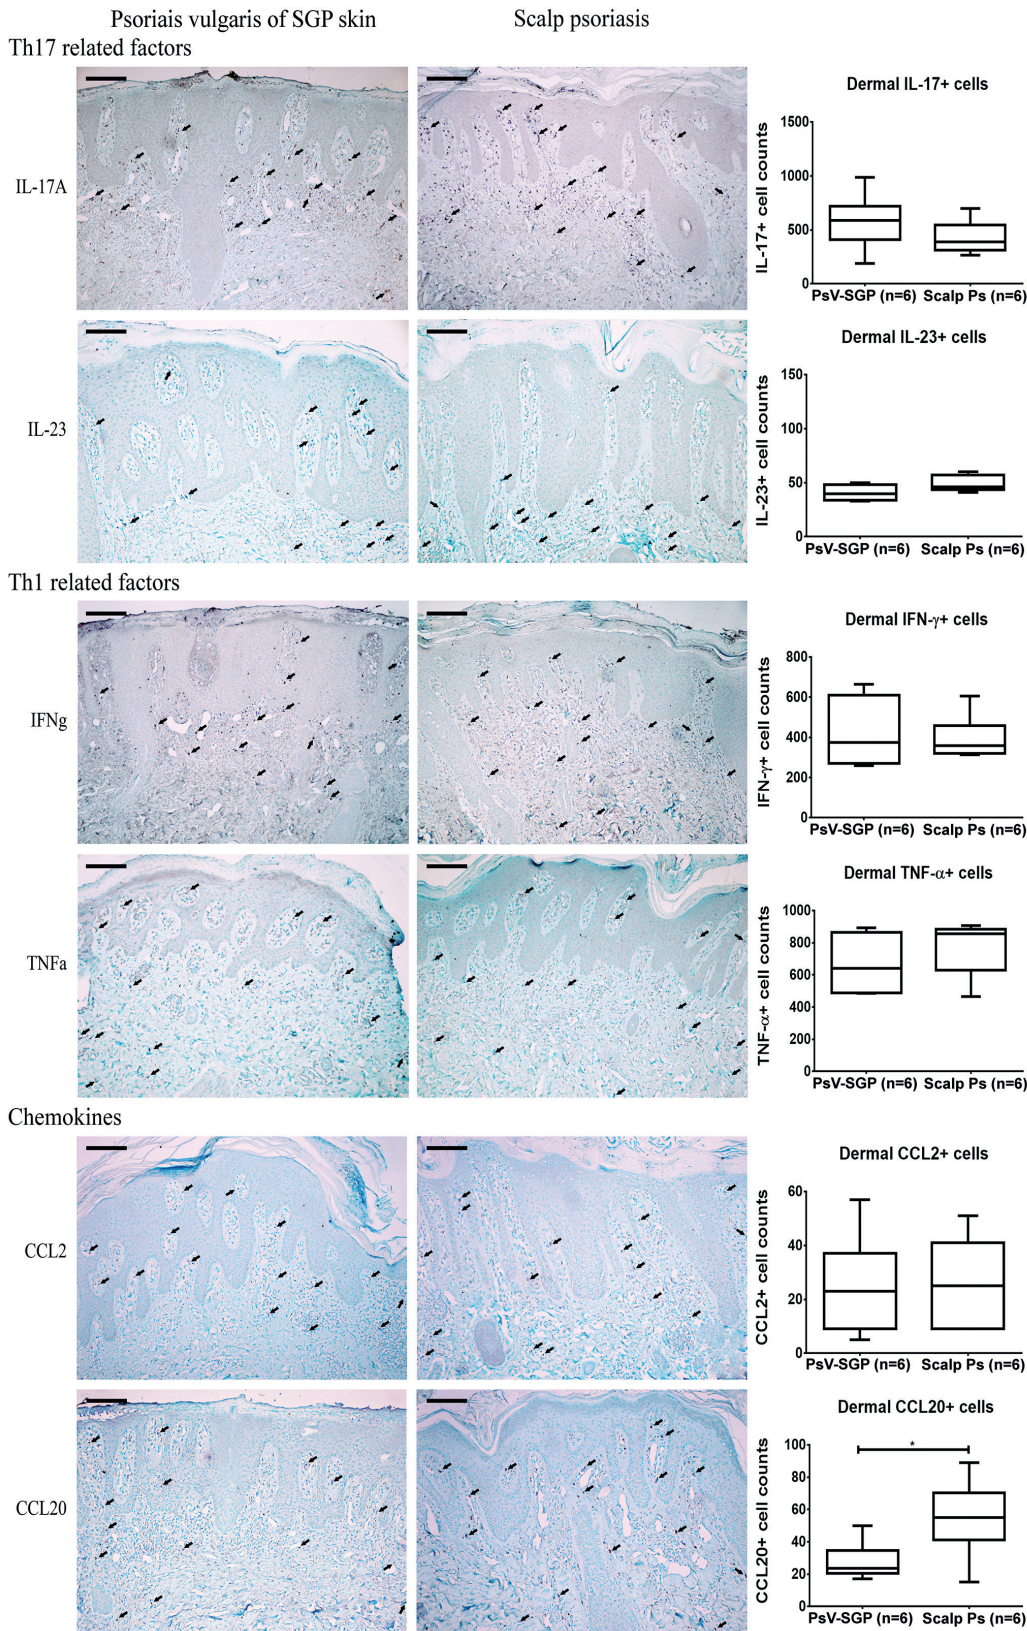 Psoriais vulgaris of SGP skin
Scalp psoriasis
Th17 related factors
IL-17A
Dermal IL-17+ cells
IL-17+ cell counts
1500
1000
500
0
PsV-SGP (n=6)
Scalp Ps (n=6)
IL-23
Dermal IL-23+ cells
IL-23+ cell counts
150
100
50
0
PsV-SGP (n=6)
Scalp Ps (n=6)
Th1 related factors
IFNg
Dermal IFN-γ+ cells
IFN-γ+ cell counts
800
600
400
200
0
PsV-SGP (n=6)
Scalp Ps (n=6)
TNFa
Dermal TNF-α+ cells
TNF-α+ cell counts
1000
800
600
400
200
0
PsV-SGP (n=6)
Scalp Ps (n=6)
Chemokines
CCL2
Dermal CCL2+ cells
CCL2+ cell counts
60
40
20
0
PsV-SGP (n=6)
Scalp Ps (n=6)
CCL20
Dermal CCL20+ cells
CCL20+ cell counts
100
80
60
40
20
0
*
PsV-SGP (n=6)
Scalp Ps (n=6)